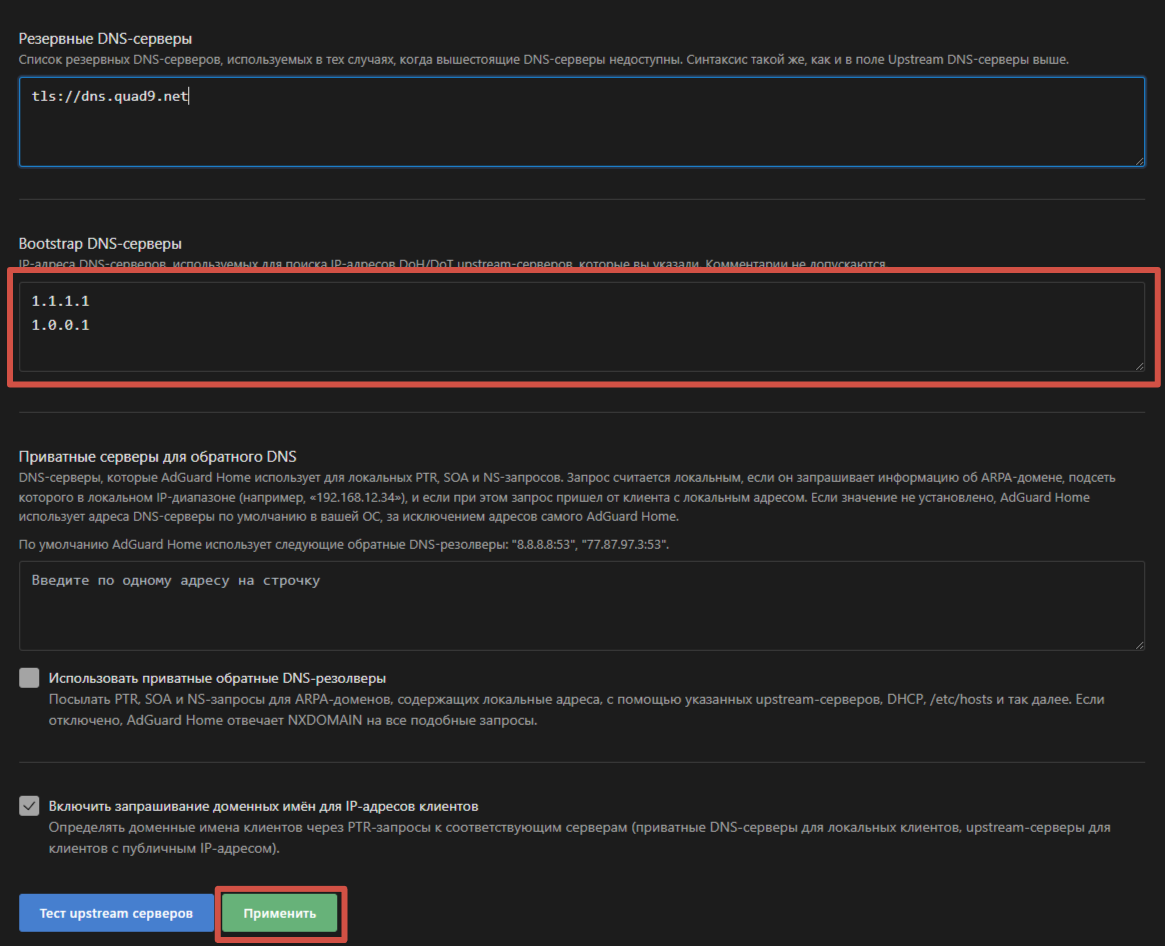 Резервные DNS-серверы
Список резервных DNS-серверов, используемых в тех случаях, когда вышестоящие DNS-серверы недоступны. Синтаксис такой же, как и в поле Upstream DNS-серверы выше.
tls://dns.quad9.net
Bootstrap DNS-серверы
IP-адреса DNS-серверов, используемых для поиска IP-адресов DoH/DoT upstream-серверов, которые вы указали. Комментарии не допускаются.
1.1.1.1
1.0.0.1
Приватные серверы для обратного DNS
DNS-серверы, которые AdGuard Home использует для локальных PTR, SOA и NS-запросов. Запрос считается локальным, если он запрашивает информацию об ARPA-домене, подсеть
которого в локальном IP-диапазоне (например, «192.168.12.34»), и если при этом запрос пришел от клиента с локальным адресом. Если значение не установлено, AdGuard Home
использует адреса DNS-серверы по умолчанию в вашей ОС, за исключением адресов самого AdGuard Home.
По умолчанию AdGuard Home использует следующие обратные DNS-резолверы: "8.8.8.8:53", "77.87.97.3:53".
Введите по одному адресу на строчку
Использовать приватные обратные DNS-резолверы
Посылать PTR, SOA и NS-запросы для ARPA-доменов, содержащих локальные адреса, с помощью указанных upstream-серверов, DHCP, /etc/hosts и так далее. Если
отключено, AdGuard Home отвечает NXDOMAIN на все подобные запросы.
Включить запрашивание доменных имён для IP-адресов клиентов
Определять доменные имена клиентов через PTR-запросы к соответствующим серверам (приватные DNS-серверы для локальных клиентов, upstream-серверы для
клиентов с публичным IP-адресом).
Тест upstream серверов
Применить